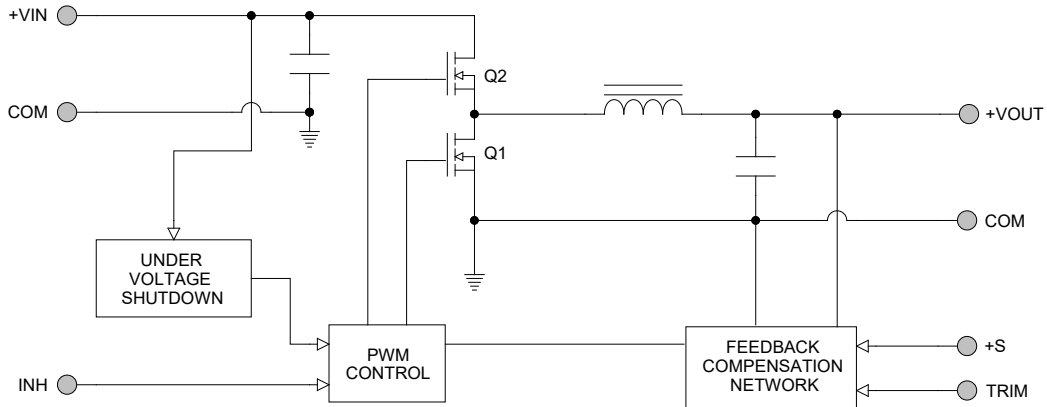 +VIN
Q2
COM
+VOUT
Q1
COM
UNDER
VOLTAGE
SHUTDOWN
PWM
CONTROL
FEEDBACK
COMPENSATION
NETWORK
+S
INH
TRIM